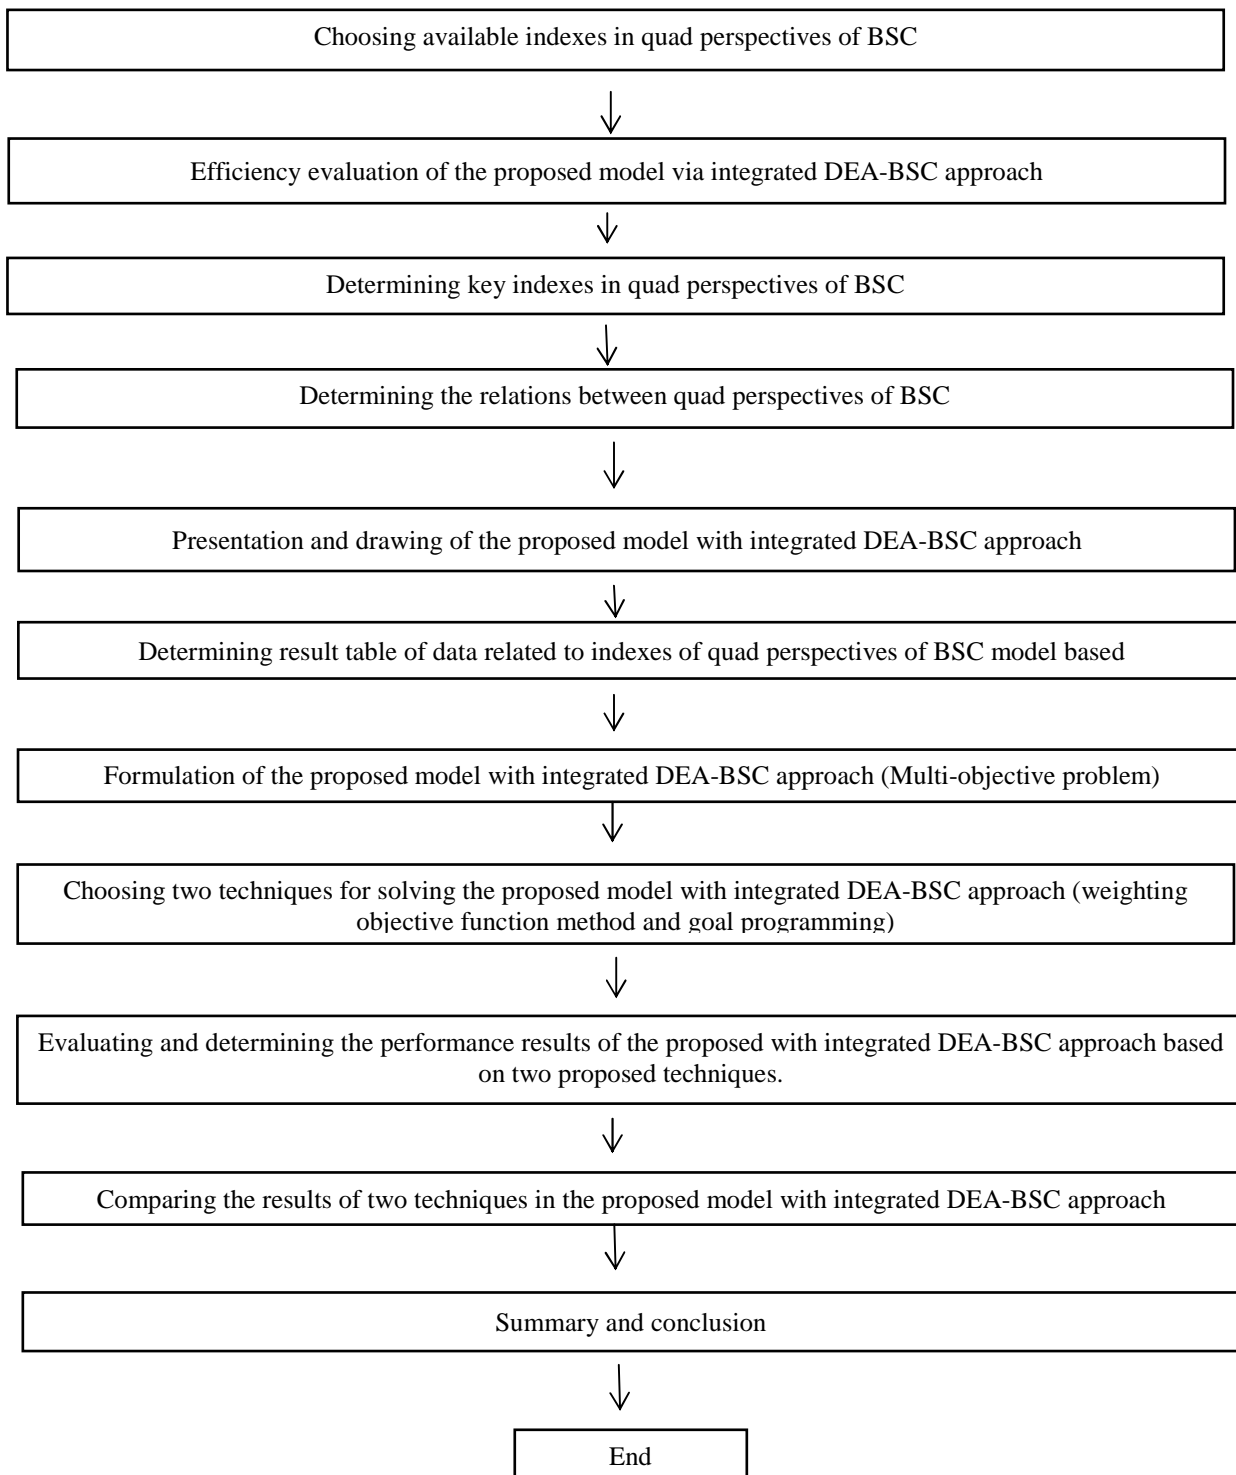 Choosing available indexes in quad perspectives of BSC
Efficiency evaluation of the proposed model via integrated DEA-BSC approach
Determining key indexes in quad perspectives of BSC
Determining the relations between quad perspectives of BSC
Presentation and drawing of the proposed model with integrated DEA-BSC approach
Determining result table of data related to indexes of quad perspectives of BSC model based
Formulation of the proposed model with integrated DEA-BSC approach (Multi-objective problem)
Choosing two techniques for solving the proposed model with integrated DEA-BSC approach (weighting
objective function method and goal programming)
Evaluating and determining the performance results of the proposed with integrated DEA-BSC approach based
on two proposed techniques.
Comparing the results of two techniques in the proposed model with integrated DEA-BSC approach
Summary and conclusion
End